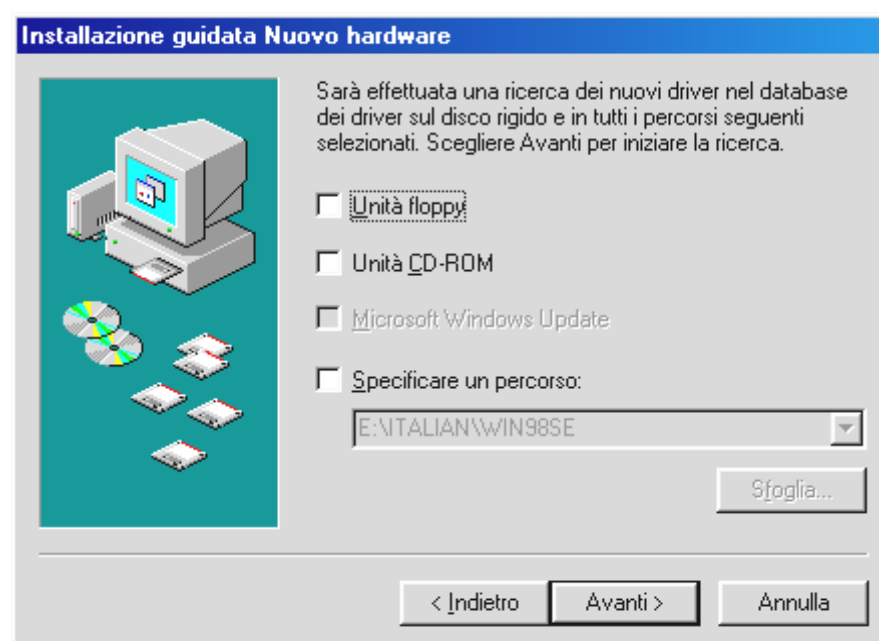 Installazione guidata Nuovo hardware
Sarà effettuata una ricerca dei nuovi driver nel database
dei driver sul disco rigido e in tutti i percorsi seguenti
selezionati. Scegliere Avanti per iniziare la ricerca.
Unità floppy
Unità CD-ROM
Microsoft Windows Update
Specificare un percorso:
E:\ITALIAN\WIN98SE
Sfoglia...
< Indietro
Avanti >
Annulla